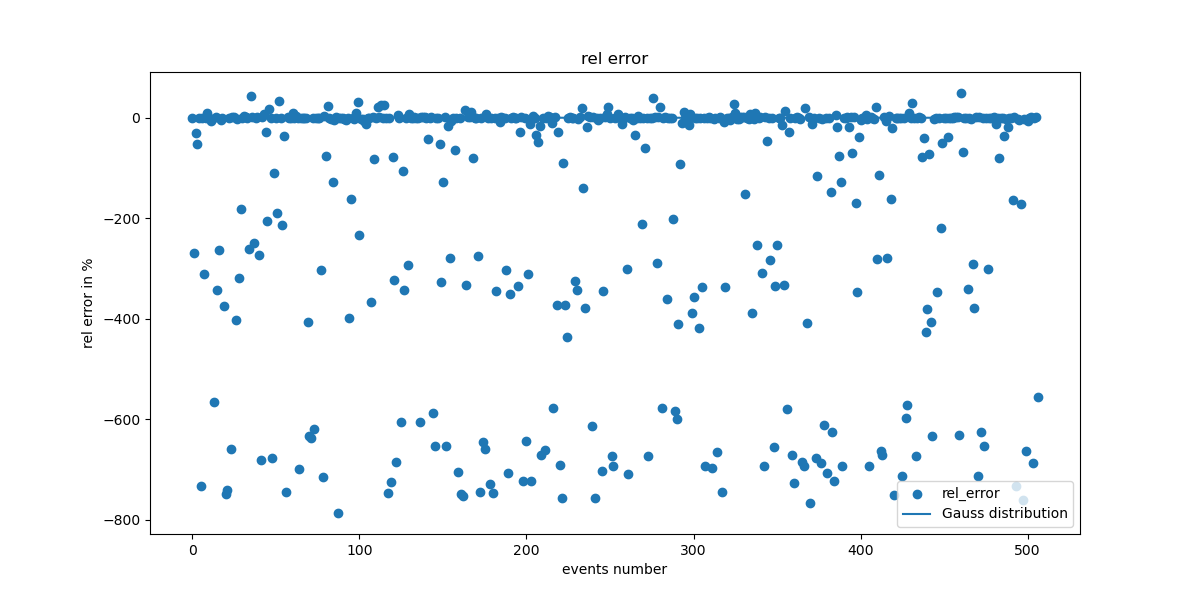 rel error
0
−200
−400
−600
−800
rel error in %
0
100
200
300
400
500
events number
rel_error
Gauss distribution